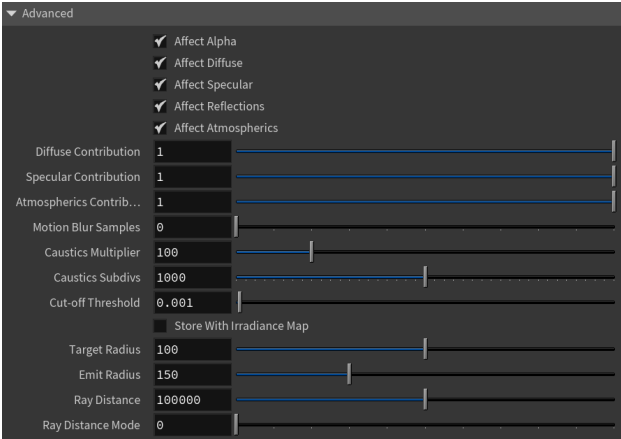 Advanced
Affect Alpha
Affect Diffuse
Affect Specular
Affect Reflections
Affect Atmospherics
Diffuse Contribution 1
Specular Contribution 1
Atmospherics Contrib... 1
Motion Blur Samples 0
Caustics Multiplier 100
Caustics Subdivs 1000
Cut-off Threshold 0.001
Store With Irradiance Map
Target Radius 100
Emit Radius 150
Ray Distance 100000
Ray Distance Mode 0